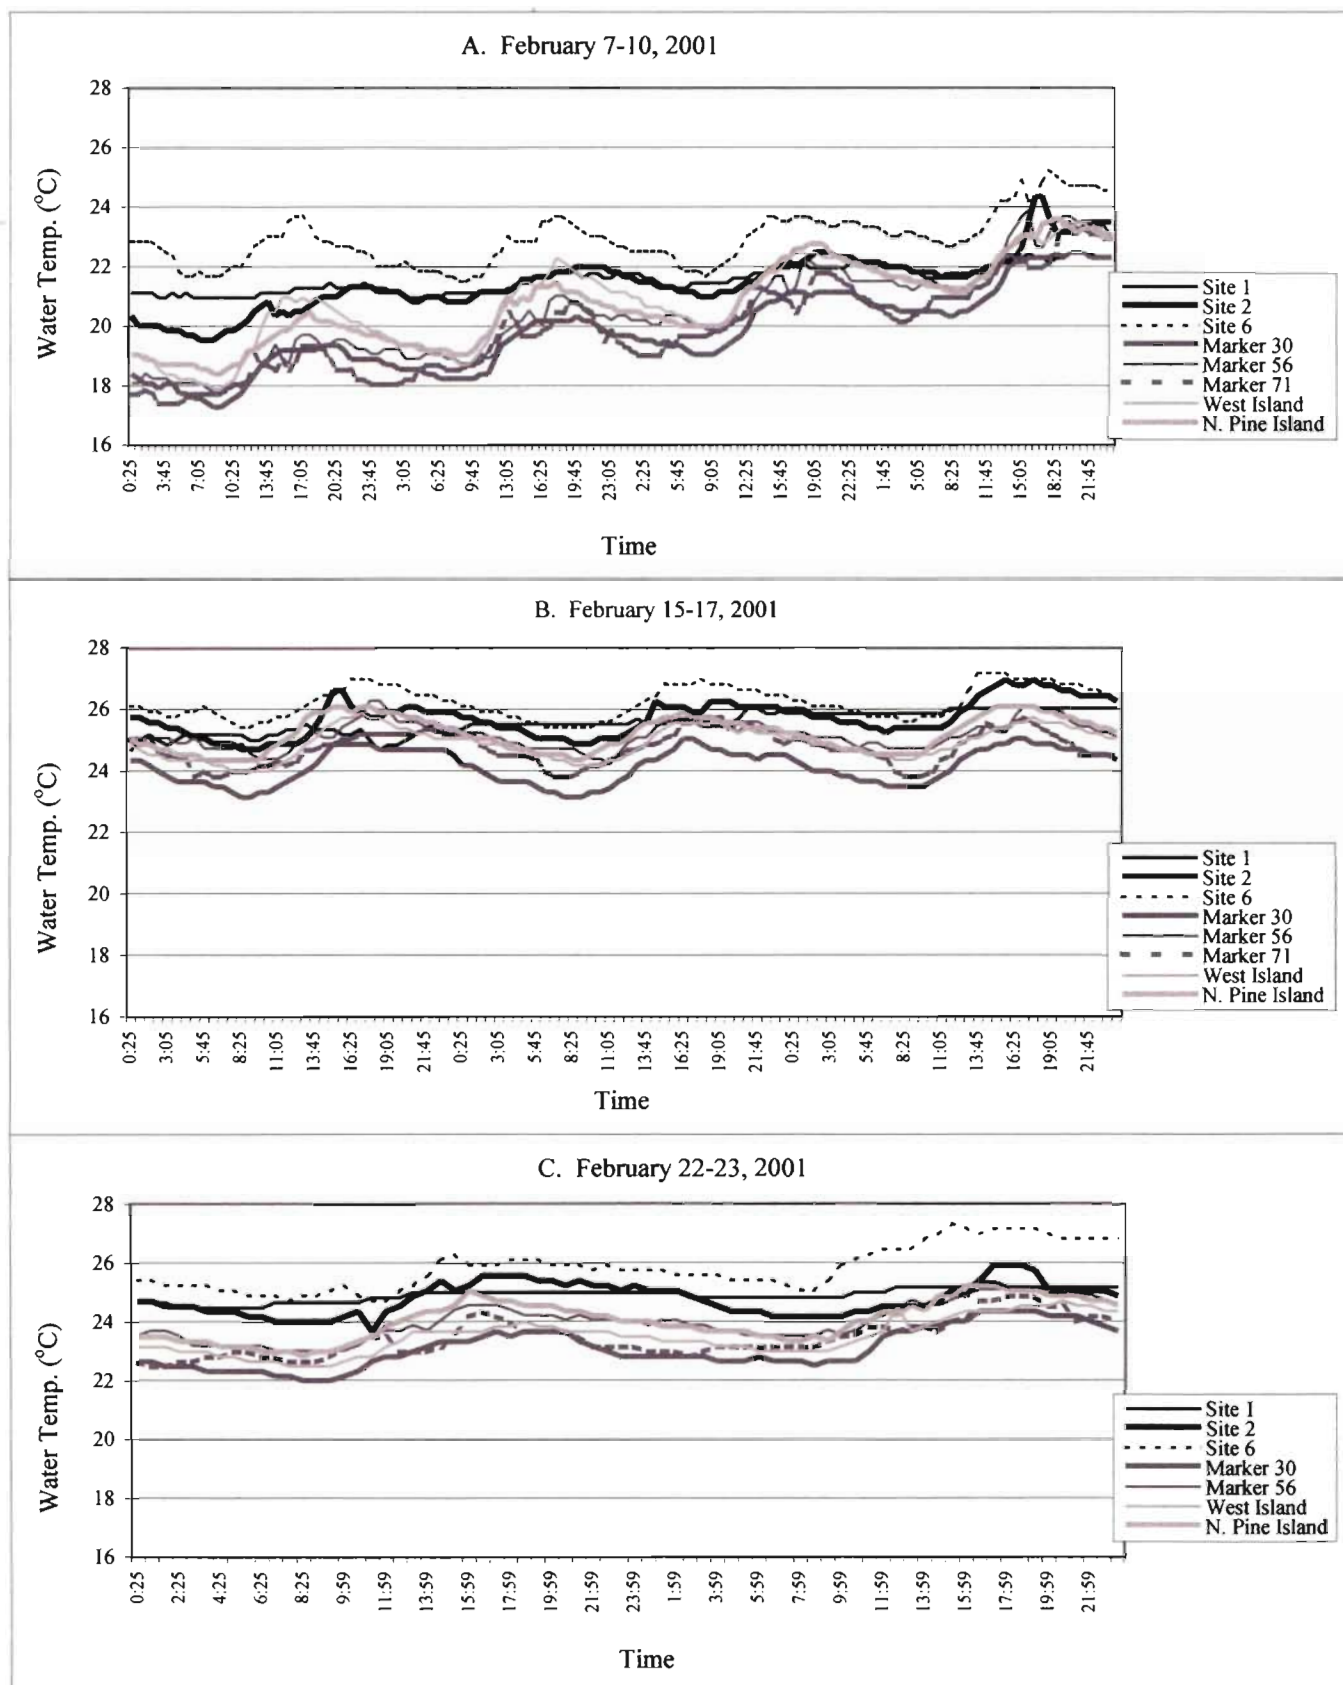 A. February 7-10, 2001
28
26
24
22
20
18
16
Water Temp. (°C)
0:25 3:45 7:05 10:25 13:45 17:05 20:25 23:45 3:05 6:25 9:45 13:05 16:25 19:45 23:05 2:25 5:45 9:05 12:25 15:45 19:05 22:25 1:45 5:05 8:25 11:45 15:05 18:25 21:45
Time
Site 1
Site 2
Site 6
Marker 30
Marker 56
Marker 71
West Island
N. Pine Island
B. February 15-17, 2001
28
26
24
22
20
18
16
Water Temp. (°C)
0:25 3:05 5:45 8:25 11:05 13:45 16:25 19:05 21:45 0:25 3:05 5:45 8:25 11:05 13:45 16:25 19:05 21:45 0:25 3:05 5:45 8:25 11:05 13:45 16:25 19:05 21:45
Time
Site 1
Site 2
Site 6
Marker 30
Marker 56
Marker 71
West Island
N. Pine Island
C. February 22-23, 2001
28
26
24
22
20
18
16
Water Temp. (°C)
0:25 2:25 4:25 6:25 8:25 9:59 11:59 13:59 15:59 17:59 19:59 21:59 23:59 1:59 3:59 5:59 7:59 9:59 11:59 13:59 15:59 17:59 19:59 21:59
Time
Site 1
Site 2
Site 6
Marker 30
Marker 56
West Island
N. Pine Island